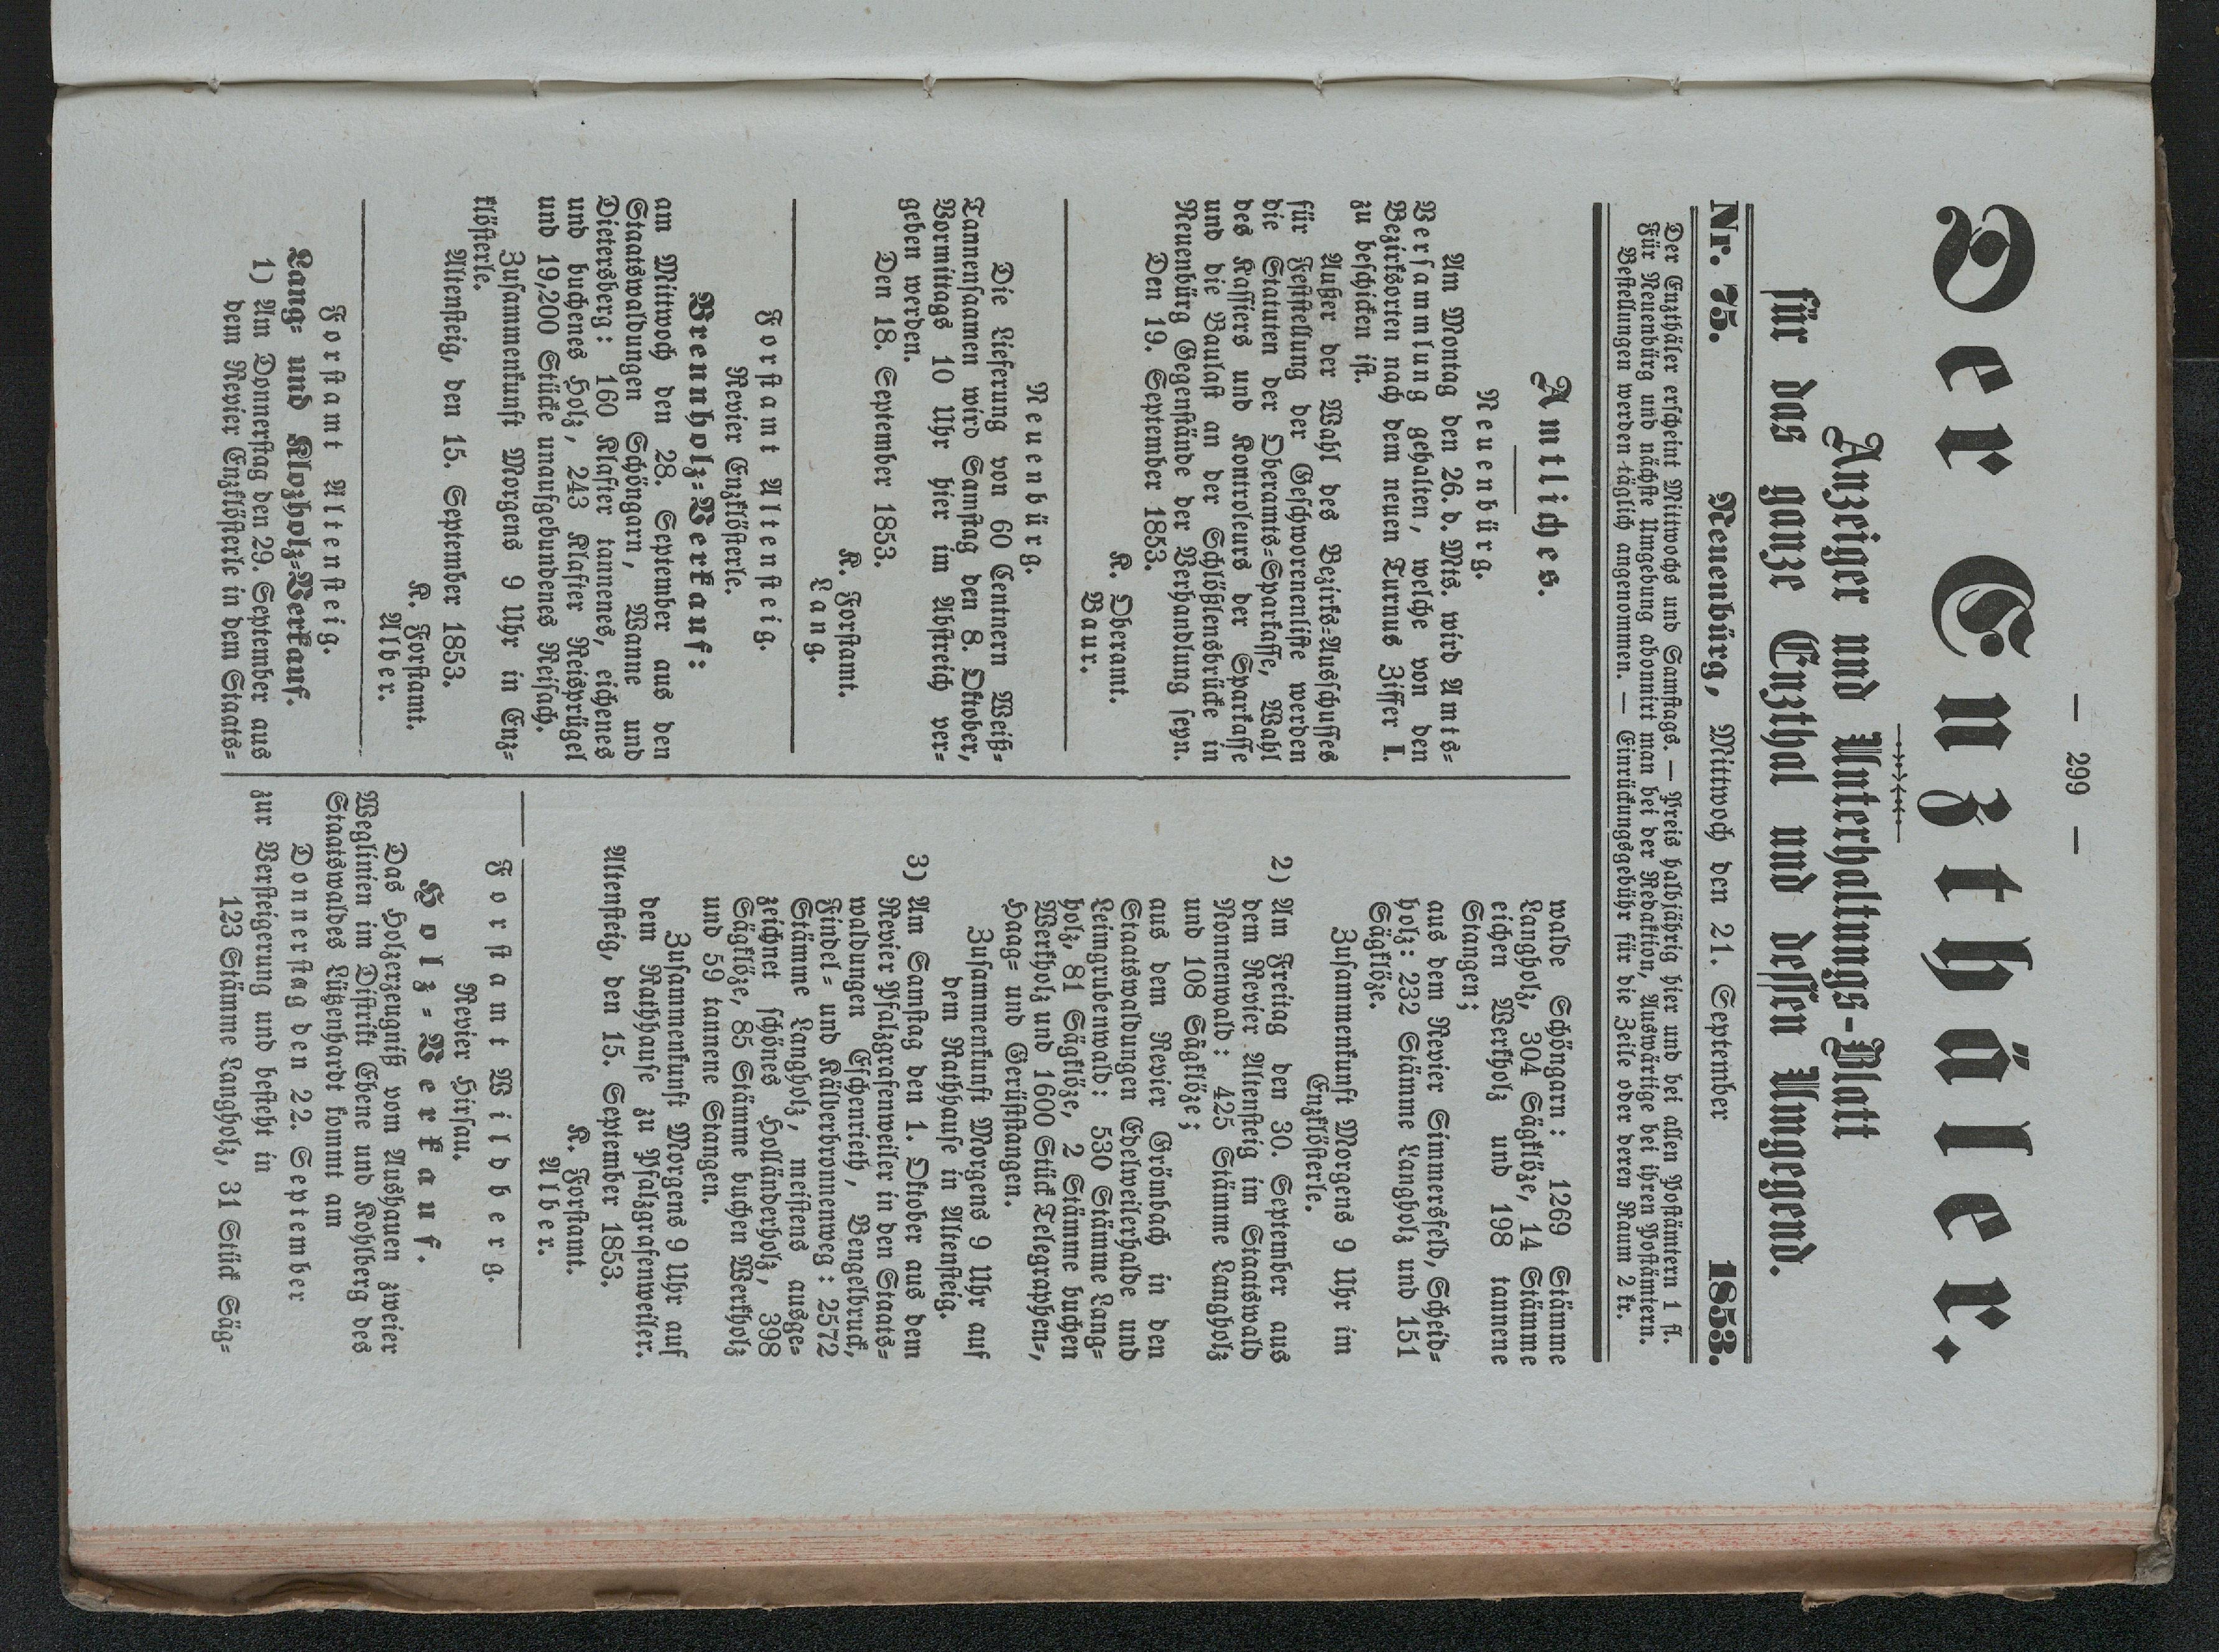 — 299 —
Der Enzthäler.
Anzeiger und Unterhaltungs-Blatt
für das ganze Enzthal und dessen Umgegend.
Nr. 75. Neuenbürg, Mittwoch den 21. September 1853.
Der Enzthäler erscheint Mittwochs und Samstags. — Preis halbjährig hier und bei allen Postämtern 1 fl.
Für Neuenbürg und nächste Umgebung abonnirt man bei der Redaktion, Auswärtige bei ihren Postämtern.
Bestellungen werden täglich angenommen. — Einrückungsgebühr für die Zeile oder deren Raum 2 kr.
Amtliches.
Neuenbürg.
Am Montag den 26. d. Mts. wird Amts-
Versammlung gehalten, welche von den
Bezirksorten nach dem neuen Turnus Ziffer I.
zu beschicken ist.
Außer der Wahl des Bezirks-Ausschusses
für Feststellung der Geschworenenliste werden
die Statuten der Oberamts-Sparkasse, Wahl
des Kassiers und Kontroleurs der Sparkasse
und die Baulast an der Schlößlensbrücke in
Neuenbürg Gegenstände der Verhandlung seyn.
Den 19. September 1853.
K. Oberamt.
Baur.
Neuenbürg.
Die Lieferung von 60 Centnern Weiß-
Tannensaamen wird Samstag den 8. Oktober,
Vormitags 10 Uhr hier im Abstreich ver-
geben werden.
Den 18. September 1853.
K. Forstamt.
Lang.
Forstamt Altensteig.
Revier Enzklösterle.
Brennholz-Verkauf:
am Mittwoch den 28. September aus den
Staatswaldungen Schöngarn, Wanne und
Dietersberg: 160 Klafter tannenes, eichenes
und buchenes Holz, 243 Klafter Reisprügel
und 19,200 Stücke unaufgebundenes Reisach.
Zusammenkunft Morgens 9 Uhr in Enz-
klösterle.
Altensteig, den 15. September 1853.
K. Forstamt.
Alber.
Forstamt Altensteig.
Lang- und Klozholz-Verkauf.
1) Am Donnerstag den 29. September aus
dem Revier Enzklösterle in dem Staats-
walde Schöngarn: 1269 Stämme
Langholz, 304 Sägklöze, 14 Stämme
eichen Werkholz und 198 tannene
Stangen;
aus dem Revier Simmersfeld, Scheid-
holz: 232 Stämme Langholz und 151
Sägklöze.
Zusammenkunft Morgens 9 Uhr im
Enzklösterle.
2) Am Freitag den 30. September aus
dem Revier Altensteig im Staatswald
Nonnenwald: 425 Stämme Langholz
und 108 Sägklöze;
aus dem Revier Grömbach in den
Staatswaldungen Edelweilerhalde und
Leimgrubenwald: 530 Stämme Lang-
holz, 81 Sägklöze, 2 Stämme buchen
Werkholz und 1600 Stück Telegraphen-,
Haag- und Gerüststangen.
Zusammenkunft Morgens 9 Uhr auf
dem Rathhause in Altensteig.
3) Am Samstag den 1. Oktober aus dem
Revier Pfalzgrafenweiler in den Staats-
waldungen Eschenrieth, Bengelbruck,
Findel- und Kälberbronnenweg: 2572
Stämme Langholz, meistens ausge-
zeichnet schönes Holländerholz, 398
Sägklöze, 85 Stämme buchen Werkholz
und 59 tannene Stangen.
Zusammenkunft Morgens 9 Uhr auf
dem Rathhause zu Pfalzgrafenweiler.
Altensteig, den 15. September 1853.
K. Forstamt.
Alber.
Forstamt Wildberg.
Revier Hirsau.
Holz-Verkauf.
Das Holzerzeugniß vom Aushauen zweier
Weglinien im Distrikt Ebene und Kohlberg des
Staatswaldes Lützenhardt kommt am
Donnerstag den 22. September
zur Versteigerung und besteht in
123 Stämme Langholz, 31 Stück Säg-